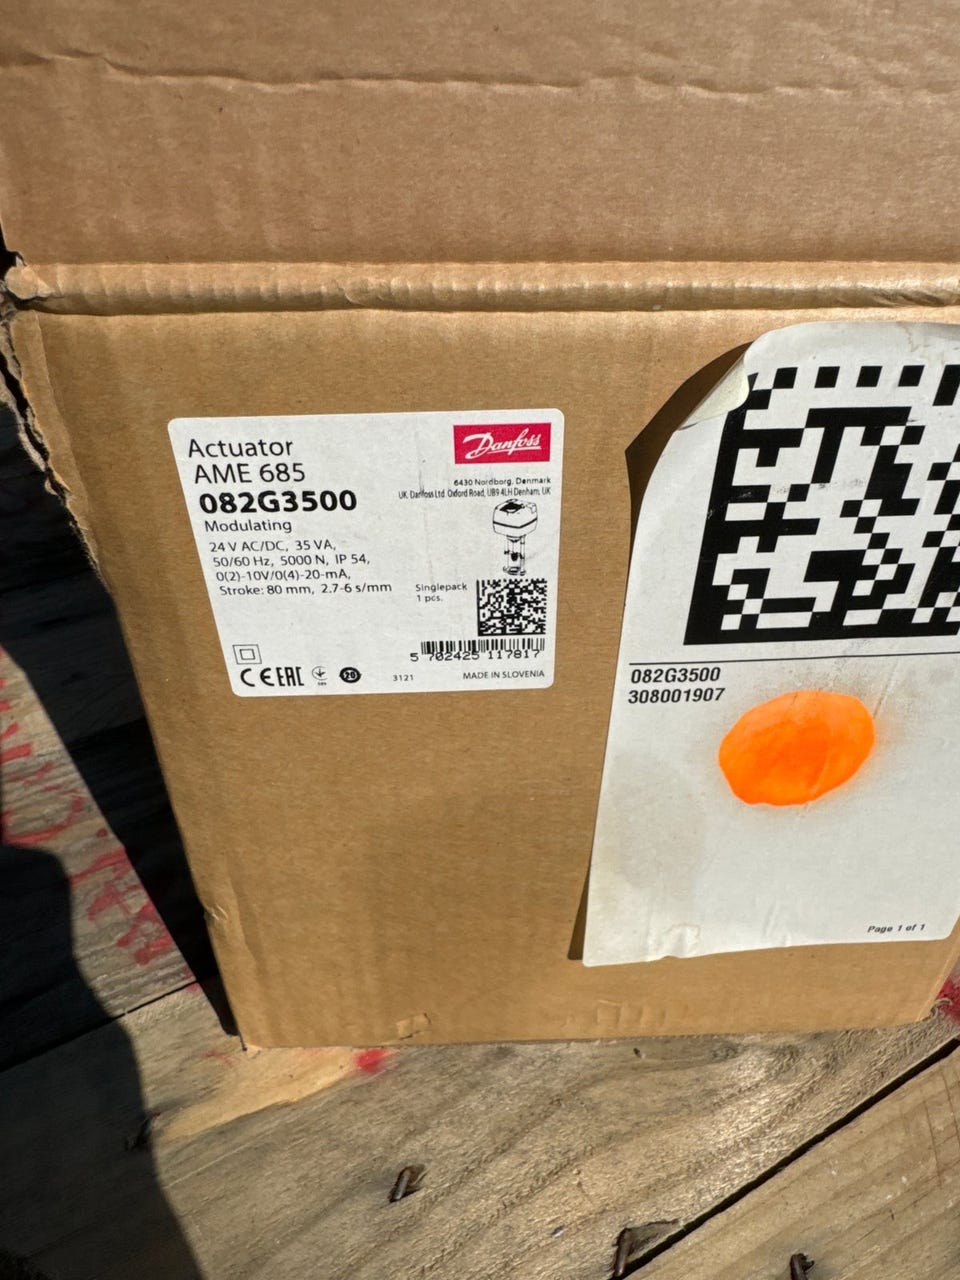 Actuator
AME 685
082G3500
Modulating
24 V AC/DC, 35 VA,
50/60 Hz, 5000 N, IP 54,
0(2)-10V/0(4)-20-mA,
Stroke: 80 mm, 2.7-6 s/mm
Danfoss
6430 Nordborg, Denmark
UK Danfoss Ltd. Oxford Road, UB9 4LH Denham, UK
Singlepack
1 pcs.
5 702425 117817
CE EAC
3121
MADE IN SLOVENIA
082G3500
308001907
Page 1 of 1